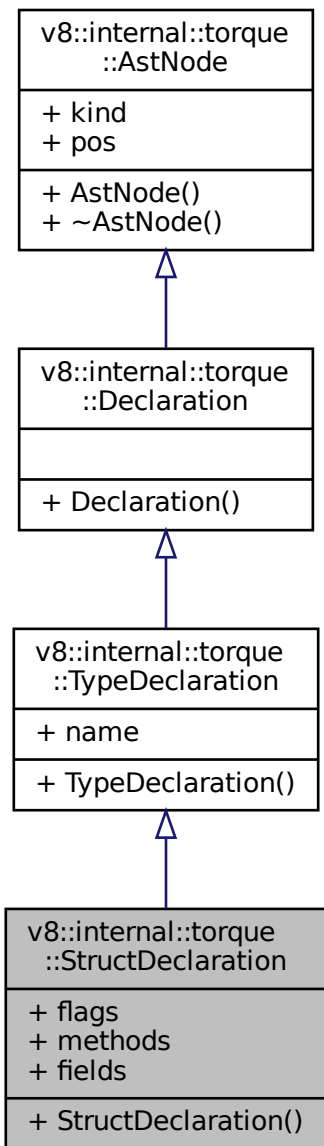 v8::internal::torque
::AstNode
+ kind
+ pos
+ AstNode()
+ ~AstNode()
v8::internal::torque
::Declaration
+ Declaration()
v8::internal::torque
::TypeDeclaration
+ name
+ TypeDeclaration()
v8::internal::torque
::StructDeclaration
+ flags
+ methods
+ fields
+ StructDeclaration()